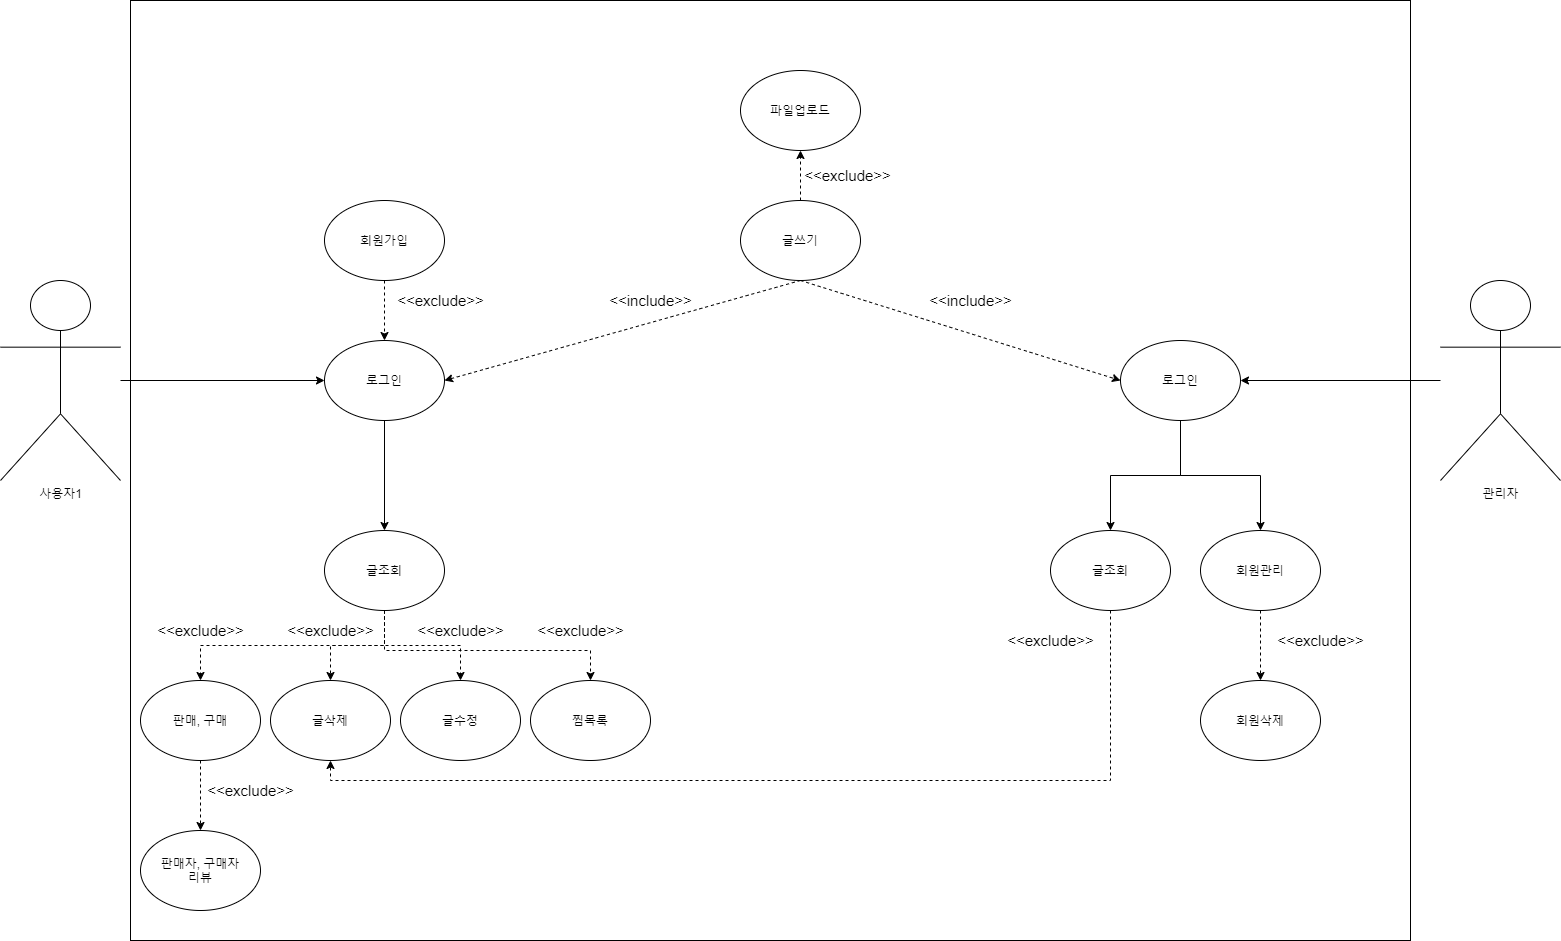 파일업로드
<<exclude>>
회원가입
글쓰기
<<exclude>>
<<include>>
<<include>>
로그인
로그인
사용자1
관리자
글조회
글조회
회원관리
<<exclude>>
<<exclude>>
<<exclude>>
<<exclude>>
<<exclude>>
<<exclude>>
판매, 구매
글삭제
글수정
찜목록
회원삭제
<<exclude>>
판매자, 구매자
리뷰